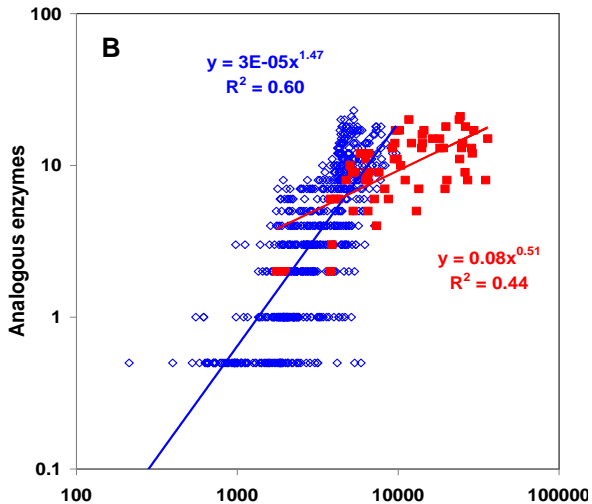 100
B
y = 3E-05x^1.47
R² = 0.60
10
Analogous enzymes
y = 0.08x^0.51
R² = 0.44
1
0.1
100
1000
10000
100000